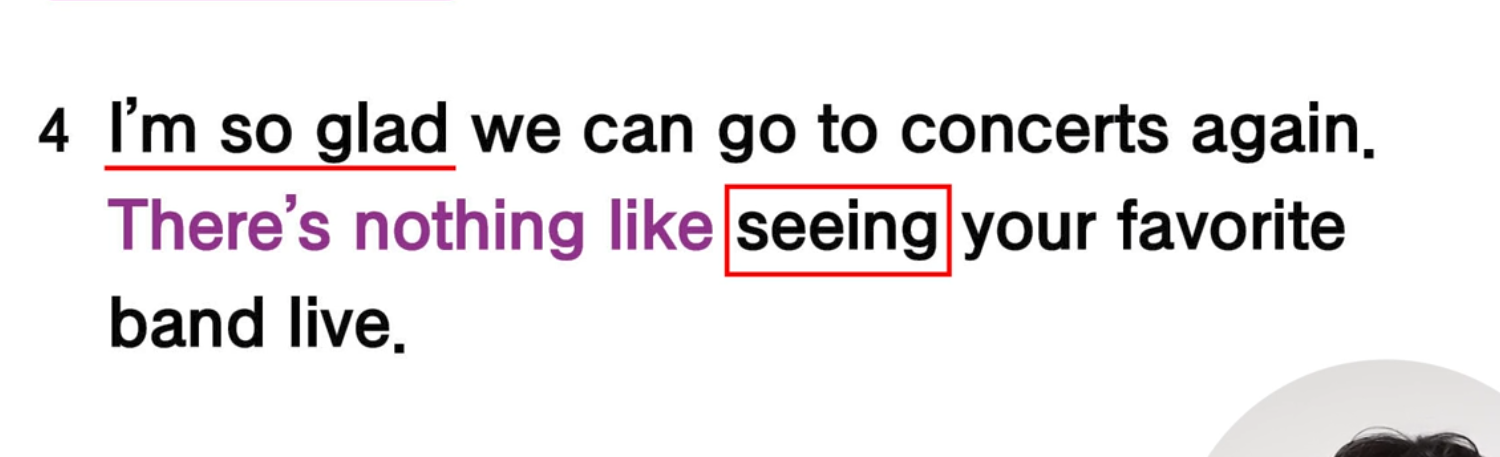 4 I’m so glad we can go to concerts again.
There’s nothing like seeing your favorite
band live.